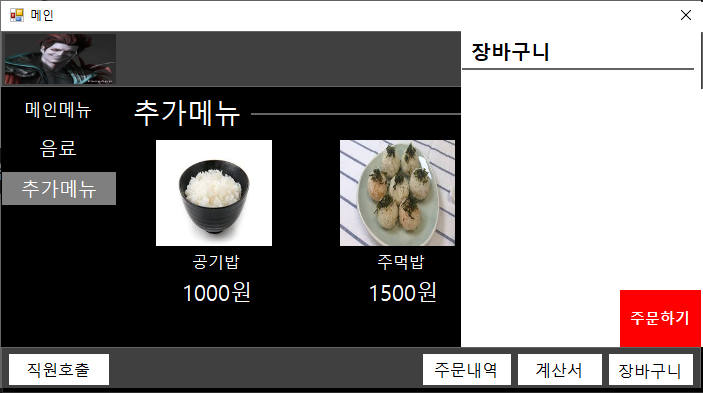 메인
장바구니
메인메뉴
음료
추가메뉴
추가메뉴
공기밥
1000원
주먹밥
1500원
주문하기
직원호출
주문내역
계산서
장바구니